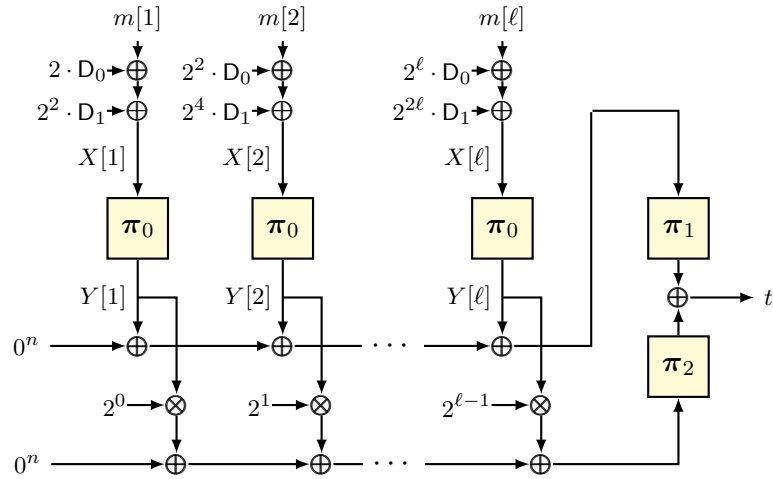 m[1] m[2] m[ℓ]
2 · D₀ 2² · D₀ 2^ℓ · D₀
2² · D₁ 2⁴ · D₁ 2^{2ℓ} · D₁
X[1] X[2] X[ℓ]
π₀ π₀ π₀ π₁
Y[1] Y[2] Y[ℓ] t
0ⁿ · · · π₂
2⁰ 2¹ 2^{ℓ−1}
0ⁿ · · ·